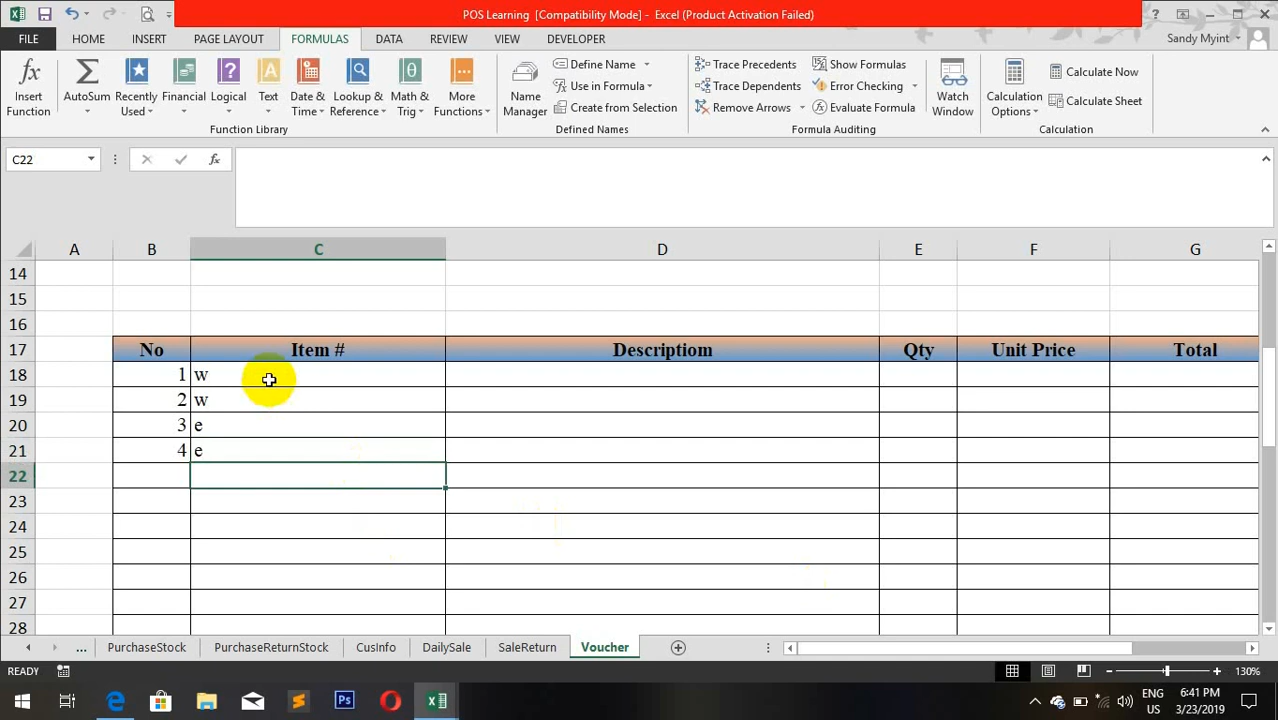 POS Learning [Compatibility Mode] - Excel (Product Activation Failed)
FILE HOME INSERT PAGE LAYOUT FORMULAS DATA REVIEW VIEW DEVELOPER Sandy Myint
Insert Function
AutoSum
Recently Used
Financial
Logical
Text
Date & Time
Lookup & Reference
Math & Trig
More Functions
Function Library
Name Manager
Define Name
Use in Formula
Create from Selection
Defined Names
Trace Precedents
Trace Dependents
Remove Arrows
Show Formulas
Error Checking
Evaluate Formula
Formula Auditing
Watch Window
Calculation Options
Calculate Now
Calculate Sheet
Calculation
C22 fx
A B C D E F G
14
15
16
17 No Item # Descriptiom Qty Unit Price Total
18 1 w
19 2 w
20 3 e
21 4 e
22
23
24
25
26
27
28
... PurchaseStock PurchaseReturnStock CusInfo DailySale SaleReturn Voucher
READY 130%
ENG 6:41 PM
US 3/23/2019